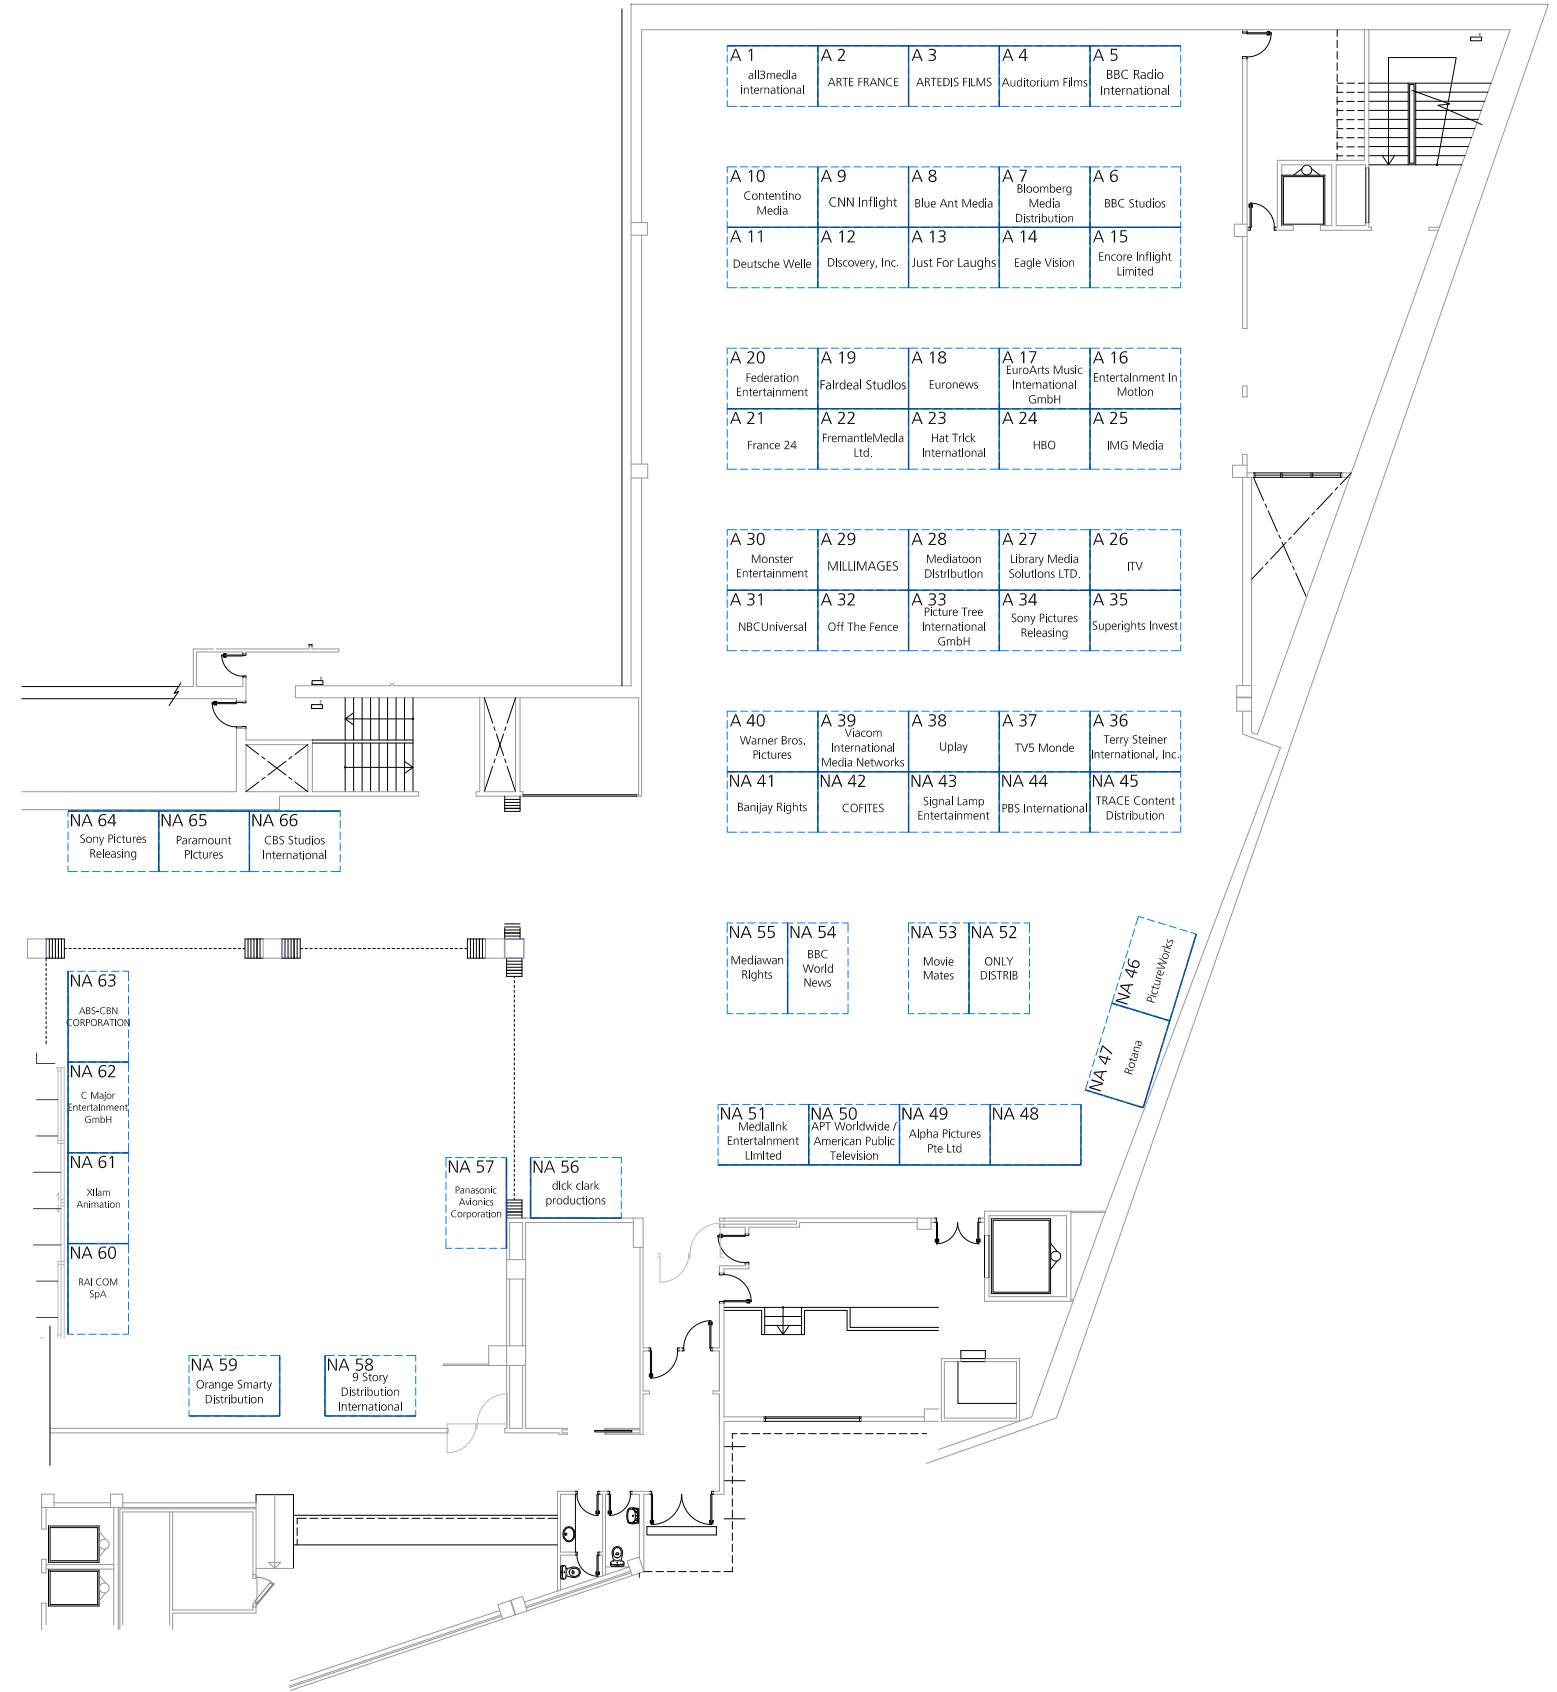 A 1
all3media
international
A 2
ARTE FRANCE
A 3
ARTEDIS FILMS
A 4
Auditorium Films
A 5
BBC Radio
International
A 10
Contentino
Media
A 9
CNN Inflight
A 8
Blue Ant Media
A 7
Bloomberg
Media
Distribution
A 6
BBC Studios
A 11
Deutsche Welle
A 12
Discovery, Inc.
A 13
Just For Laughs
A 14
Eagle Vision
A 15
Encore Inflight
Limited
A 20
Federation
Entertainment
A 19
Fairdeal Studios
A 18
Euronews
A 17
EuroArts Music
International
GmbH
A 16
Entertainment In
Motion
A 21
France 24
A 22
FremantleMedia
Ltd.
A 23
Hat Trick
International
A 24
HBO
A 25
IMG Media
A 30
Monster
Entertainment
A 29
MILLIMAGES
A 28
Mediatoon
Distribution
A 27
Library Media
Solutions LTD.
A 26
ITV
A 31
NBCUniversal
A 32
Off The Fence
A 33
Picture Tree
International
GmbH
A 34
Sony Pictures
Releasing
A 35
Superights Invest
A 40
Warner Bros.
Pictures
A 39
Viacom
International
Media Networks
A 38
Uplay
A 37
TV5 Monde
A 36
Terry Steiner
International, Inc.
NA 41
Banijay Rights
NA 42
COFITES
NA 43
Signal Lamp
Entertainment
NA 44
PBS International
NA 45
TRACE Content
Distribution
NA 64
Sony Pictures
Releasing
NA 65
Paramount
Pictures
NA 66
CBS Studios
International
NA 55
Mediawan
Rights
NA 54
BBC
World
News
NA 53
Movie
Mates
NA 52
ONLY
DISTRIB
NA 46
PictureWorks
NA 47
Rotana
NA 63
ABS-CBN
CORPORATION
NA 62
C Major
Entertainment
GmbH
NA 61
Xilam
Animation
NA 60
RAI COM
SpA
NA 51
Medialink
Entertainment
Limited
NA 50
APT Worldwide /
American Public
Television
NA 49
Alpha Pictures
Pte Ltd
NA 48
NA 57
Panasonic
Avionics
Corporation
NA 56
dick clark
productions
NA 59
Orange Smarty
Distribution
NA 58
9 Story
Distribution
International